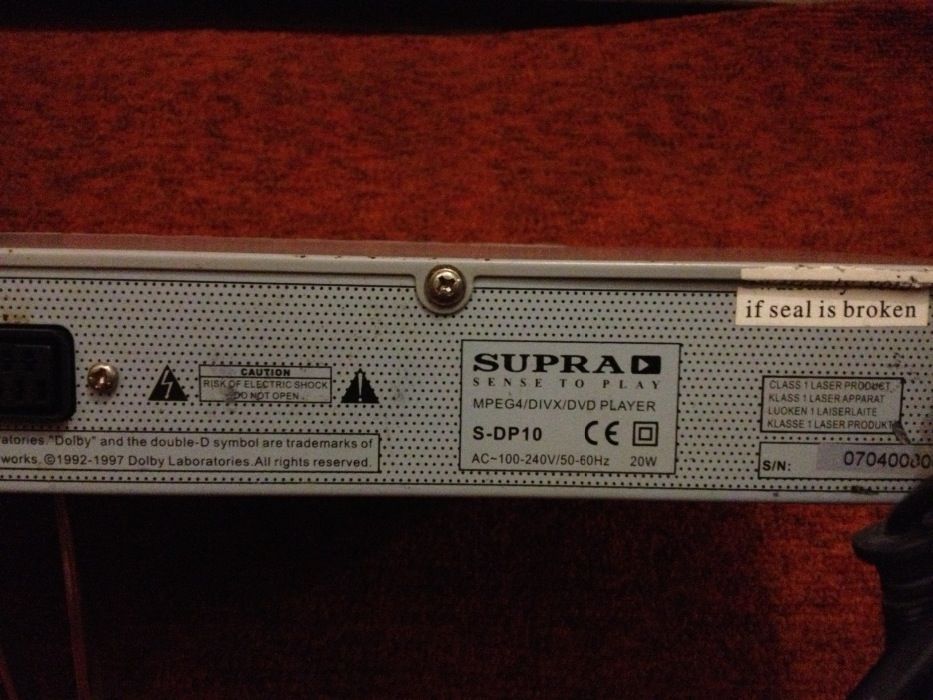 if seal is broken
CAUTION
RISK OF ELECTRIC SHOCK
DO NOT OPEN
SUPRA
SENSE TO PLAY
MPEG4/DIVX/DVD PLAYER
S-DP10 CE
AC~100-240V/50-60Hz 20W
CLASS 1 LASER PRODUCT
KLASS 1 LASER APPARAT
LUOKEN 1 LAISERLAITE
KLASSE 1 LASER PRODUKT
S/N: 0704000
"Dolby" and the double-D symbol are trademarks of
works. ©1992-1997 Dolby Laboratories. All rights reserved.